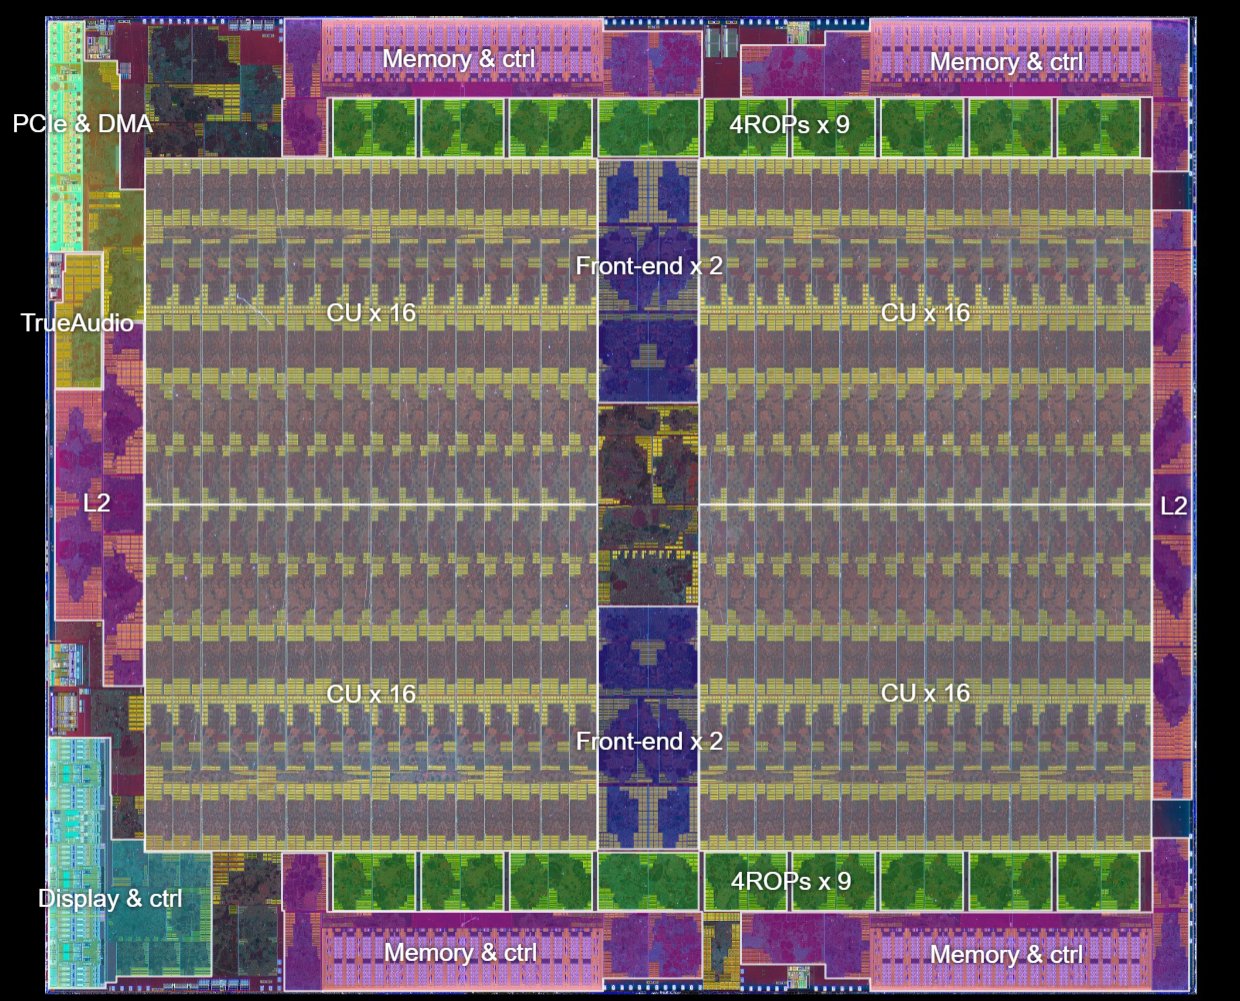 Memory & ctrl
Memory & ctrl
PCIe & DMA
4ROPs x 9
Front-end x 2
CU x 16
CU x 16
TrueAudio
L2
L2
CU x 16
CU x 16
Front-end x 2
4ROPs x 9
Display & ctrl
Memory & ctrl
Memory & ctrl